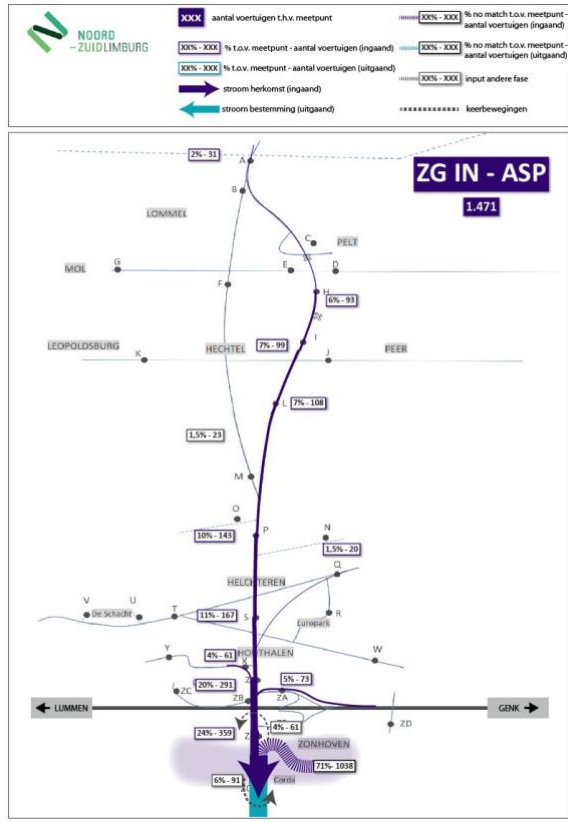 NOORD
-ZUIDLIMBURG
XXX aantal voertuigen t.h.v. meetpunt
XX% - XXX % t.o.v. meetpunt - aantal voertuigen (ingaand)
XX% - XXX % t.o.v. meetpunt - aantal voertuigen (uitgaand)
stroom herkomst (ingaand)
stroom bestemming (uitgaand)
XX% - XXX % no match t.o.v. meetpunt -
aantal voertuigen (ingaand)
XX% - XXX % no match t.o.v. meetpunt -
aantal voertuigen (uitgaand)
XX% - XXX input andere fase
keerbewegingen
ZG IN - ASP
1.471
2% - 31
A
B
LOMMEL
C
PELT
MOL
G
E
D
F
H
6% - 93
I
7% - 99
LEOPOLDSBURG
HECHTEL
PEER
K
J
L
7% - 108
1,5% - 23
M
O
P
N
10% - 143
1,5% - 20
Q
HELCHTEREN
V
U
De Schacht
T
11% - 167
S
R
Europark
Y
4% - 61
HOUTHALEN
X
W
ZC
20% - 291
5% - 73
ZB
ZA
LUMMEN
GENK
ZD
24% - 359
4% - 61
ZONHOVEN
71% - 1038
6% - 91
Corda